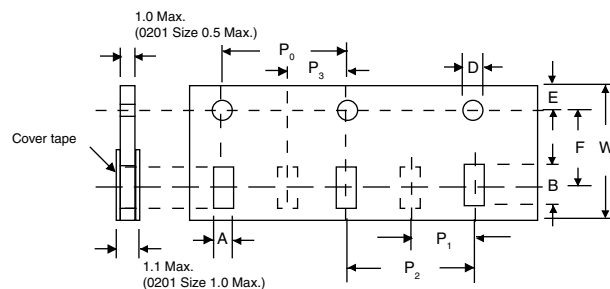 1.0 Max.
(0201 Size 0.5 Max.)
P0
P3
D
E
F
W
Cover tape
B
A
P1
P2
1.1 Max.
(0201 Size 1.0 Max.)